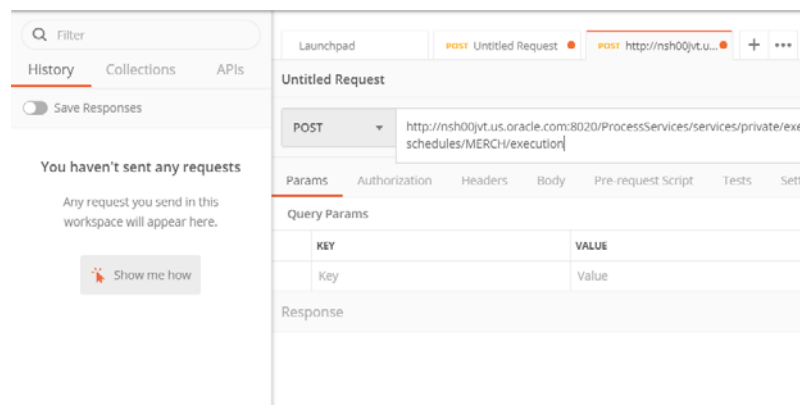 Filter
History Collections APIs
Save Responses
You haven't sent any requests
Any request you send in this
workspace will appear here.
Show me how
Launchpad
POST Untitled Request
POST http://nsh00jvt.u...
Untitled Request
POST
http://nsh00jvt.us.oracle.com:8020/ProcessServices/services/private/exe
schedules/MERCH/execution
Params Authorization Headers Body Pre-request Script Tests Sett
Query Params
KEY VALUE
Key Value
Response